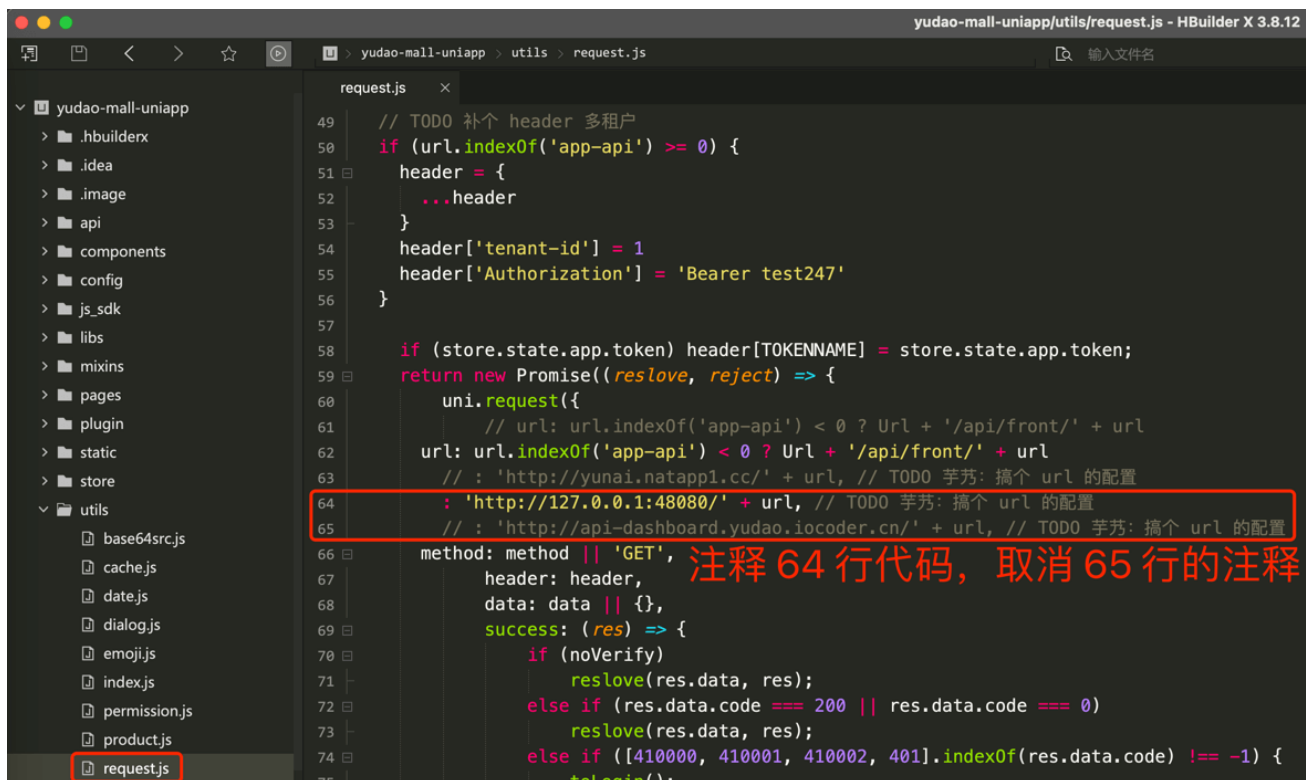 yudao-mall-uniapp/utils/request.js - HBuilder X 3.8.12
U > yudao-mall-uniapp > utils > request.js
输入文件名
request.js ×
yudao-mall-uniapp
.hbuilderx
.idea
.image
api
components
config
js_sdk
libs
mixins
pages
plugin
static
store
utils
base64src.js
cache.js
date.js
dialog.js
emoji.js
index.js
permission.js
product.js
request.js
49 // TODO 补个 header 多租户
50 if (url.indexOf('app-api') >= 0) {
51 header = {
52 ...header
53 }
54 header['tenant-id'] = 1
55 header['Authorization'] = 'Bearer test247'
56 }
57
58 if (store.state.app.token) header[TOKENNAME] = store.state.app.token;
59 return new Promise((reslove, reject) => {
60 uni.request({
61 // url: url.indexOf('app-api') < 0 ? Url + '/api/front/' + url
62 url: url.indexOf('app-api') < 0 ? Url + '/api/front/' + url
63 // : 'http://yunai.natapp1.cc/' + url, // TODO 芋艿：搞个 url 的配置
64 : 'http://127.0.0.1:48080/' + url, // TODO 芋艿：搞个 url 的配置
65 // : 'http://api-dashboard.yudao.iocoder.cn/' + url, // TODO 芋艿：搞个 url 的配置
66 method: method || 'GET',
注释 64 行代码，取消 65 行的注释
67 header: header,
68 data: data || {},
69 success: (res) => {
70 if (noVerify)
71 reslove(res.data, res);
72 else if (res.data.code === 200 || res.data.code === 0)
73 reslove(res.data, res);
74 else if ([410000, 410001, 410002, 401].indexOf(res.data.code) !== -1) {